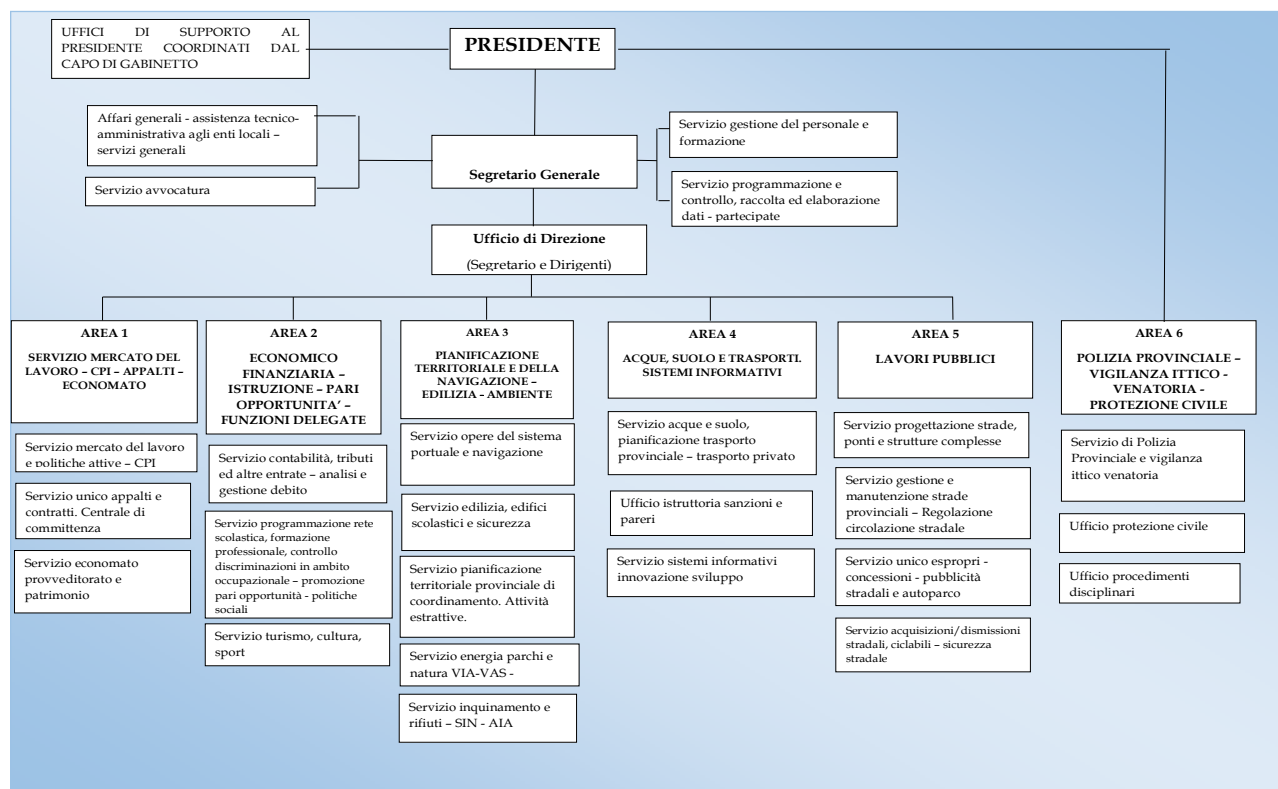 UFFICI DI SUPPORTO AL
PRESIDENTE COORDINATI DAL
CAPO DI GABINETTO
PRESIDENTE
Affari generali - assistenza tecnico-
amministrativa agli enti locali –
servizi generali
Servizio avvocatura
Segretario Generale
Servizio gestione del personale e
formazione
Servizio programmazione e
controllo, raccolta ed elaborazione
dati - partecipate
Ufficio di Direzione
(Segretario e Dirigenti)
AREA 1
SERVIZIO MERCATO DEL
LAVORO – CPI – APPALTI –
ECONOMATO
Servizio mercato del lavoro
e politiche attive – CPI
Servizio unico appalti e
contratti. Centrale di
committenza
Servizio economato
provveditorato e
patrimonio
AREA 2
ECONOMICO
FINANZIARIA –
ISTRUZIONE – PARI
OPPORTUNITA’ –
FUNZIONI DELEGATE
Servizio contabilità, tributi
ed altre entrate – analisi e
gestione debito
Servizio programmazione rete
scolastica, formazione
professionale, controllo
discriminazioni in ambito
occupazionale – promozione
pari opportunità - politiche
sociali
Servizio turismo, cultura,
sport
AREA 3
PIANIFICAZIONE
TERRITORIALE E DELLA
NAVIGAZIONE –
EDILIZIA - AMBIENTE
Servizio opere del sistema
portuale e navigazione
Servizio edilizia, edifici
scolastici e sicurezza
Servizio pianificazione
territoriale provinciale di
coordinamento. Attività
estrattive.
Servizio energia parchi e
natura VIA-VAS -
Servizio inquinamento e
rifiuti – SIN - AIA
AREA 4
ACQUE, SUOLO E TRASPORTI.
SISTEMI INFORMATIVI
Servizio acque e suolo,
pianificazione trasporto
provinciale – trasporto privato
Ufficio istruttoria sanzioni e
pareri
Servizio sistemi informativi
innovazione sviluppo
AREA 5
LAVORI PUBBLICI
Servizio progettazione strade,
ponti e strutture complesse
Servizio gestione e
manutenzione strade
provinciali – Regolazione
circolazione stradale
Servizio unico espropri -
concessioni - pubblicità
stradali e autoparco
Servizio acquisizioni/dismissioni
stradali, ciclabili – sicurezza
stradale
AREA 6
POLIZIA PROVINCIALE –
VIGILANZA ITTICO -
VENATORIA -
PROTEZIONE CIVILE
Servizio di Polizia
Provinciale e vigilanza
ittico venatoria
Ufficio protezione civile
Ufficio procedimenti
disciplinari